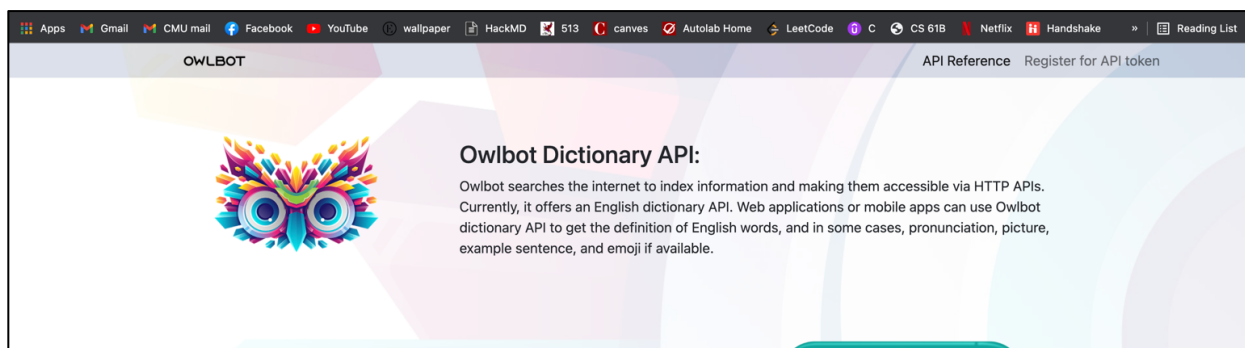 Apps Gmail CMU mail Facebook YouTube wallpaper HackMD 513 canves Autolab Home LeetCode C CS 61B Netflix Handshake » Reading List
OWLBOT API Reference Register for API token
Owlbot Dictionary API:
Owlbot searches the internet to index information and making them accessible via HTTP APIs.
Currently, it offers an English dictionary API. Web applications or mobile apps can use Owlbot
dictionary API to get the definition of English words, and in some cases, pronunciation, picture,
example sentence, and emoji if available.